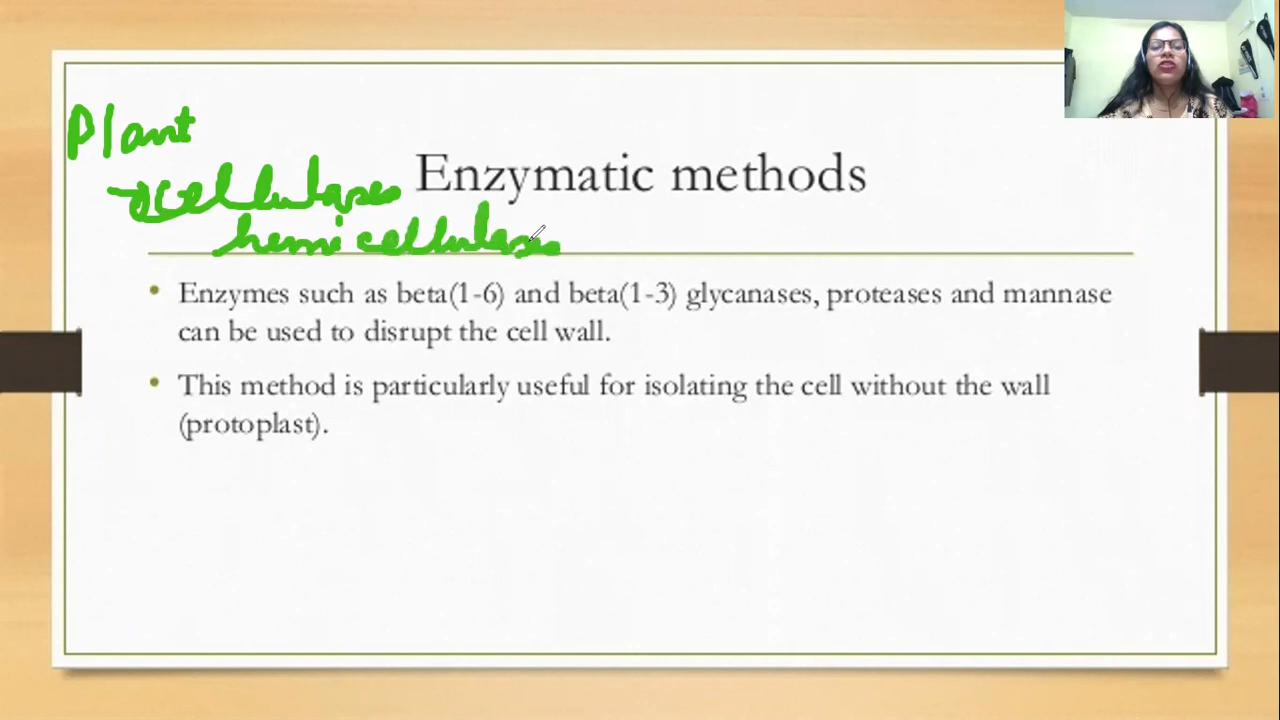 Plant
→ cellulases
hemicellulases
Enzymatic methods
• Enzymes such as beta(1-6) and beta(1-3) glycanases, proteases and mannase
can be used to disrupt the cell wall.
• This method is particularly useful for isolating the cell without the wall
(protoplast).